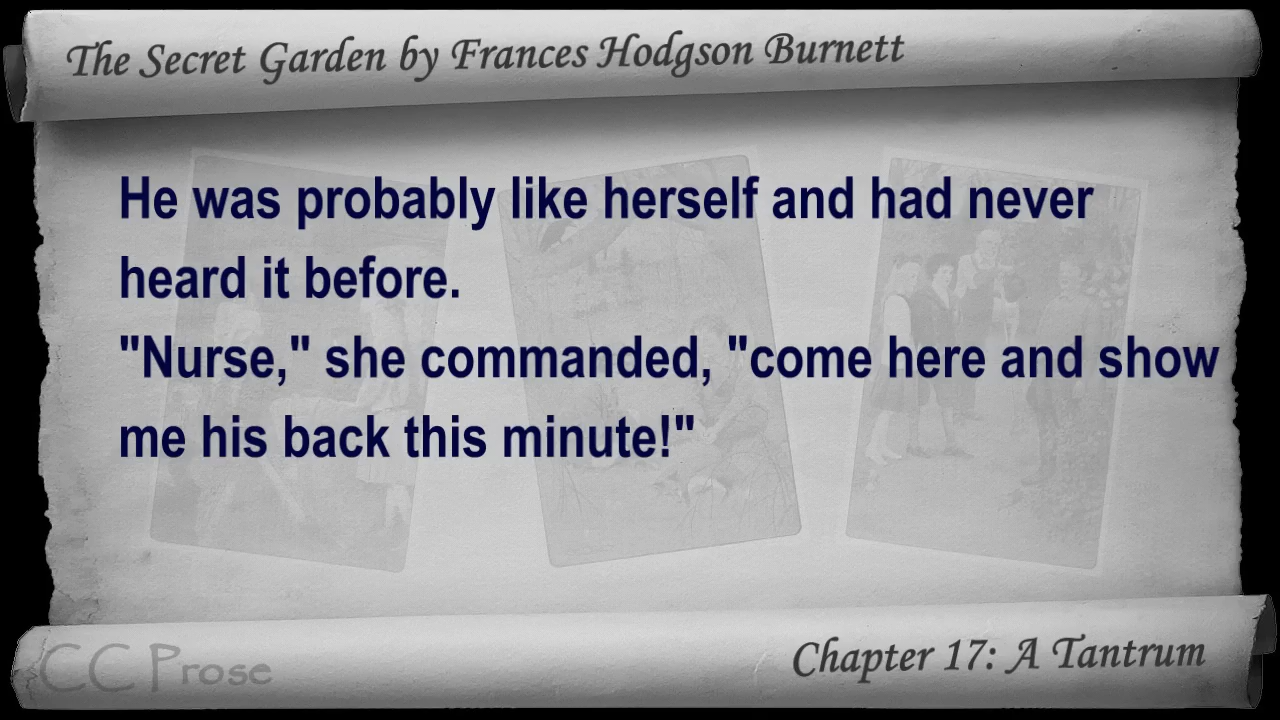 The Secret Garden by Frances Hodgson Burnett
He was probably like herself and had never
heard it before.
"Nurse," she commanded, "come here and show
me his back this minute!"
CC Prose
Chapter 17: A Tantrum